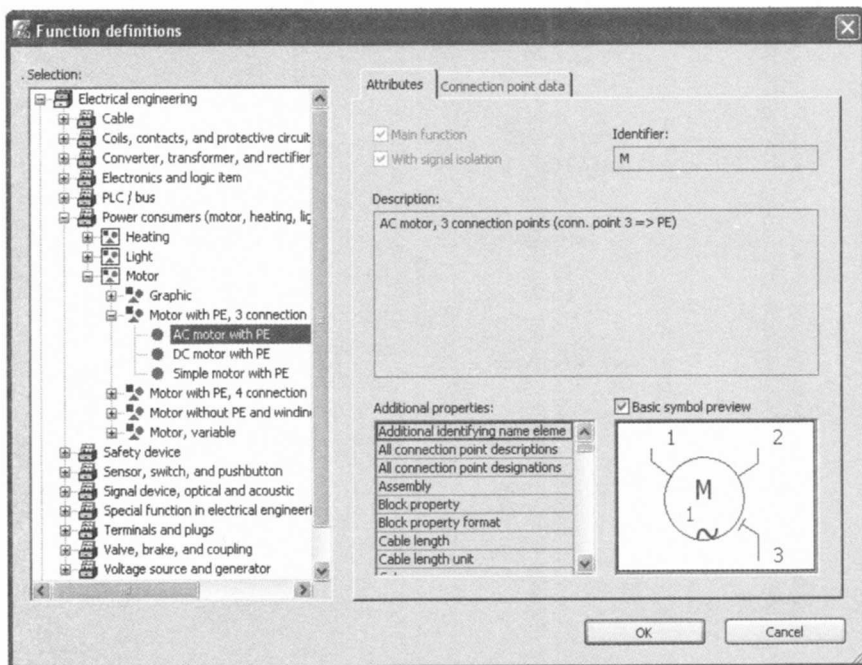 Function definitions
. Selection:
Electrical engineering
Cable
Coils, contacts, and protective circuit
Converter, transformer, and rectifier
Electronics and logic item
PLC / bus
Power consumers (motor, heating, lig
Heating
Light
Motor
Graphic
Motor with PE, 3 connection
AC motor with PE
DC motor with PE
Simple motor with PE
Motor with PE, 4 connection
Motor without PE and windin
Motor, variable
Safety device
Sensor, switch, and pushbutton
Signal device, optical and acoustic
Special function in electrical engineeri
Terminals and plugs
Valve, brake, and coupling
Voltage source and generator
Attributes
Connection point data
Main function
With signal isolation
Identifier:
M
Description:
AC motor, 3 connection points (conn. point 3 => PE)
Additional properties:
Additional identifying name eleme
All connection point descriptions
All connection point designations
Assembly
Block property
Block property format
Cable length
Cable length unit
Basic symbol preview
1 2
M
1
~
3
OK
Cancel